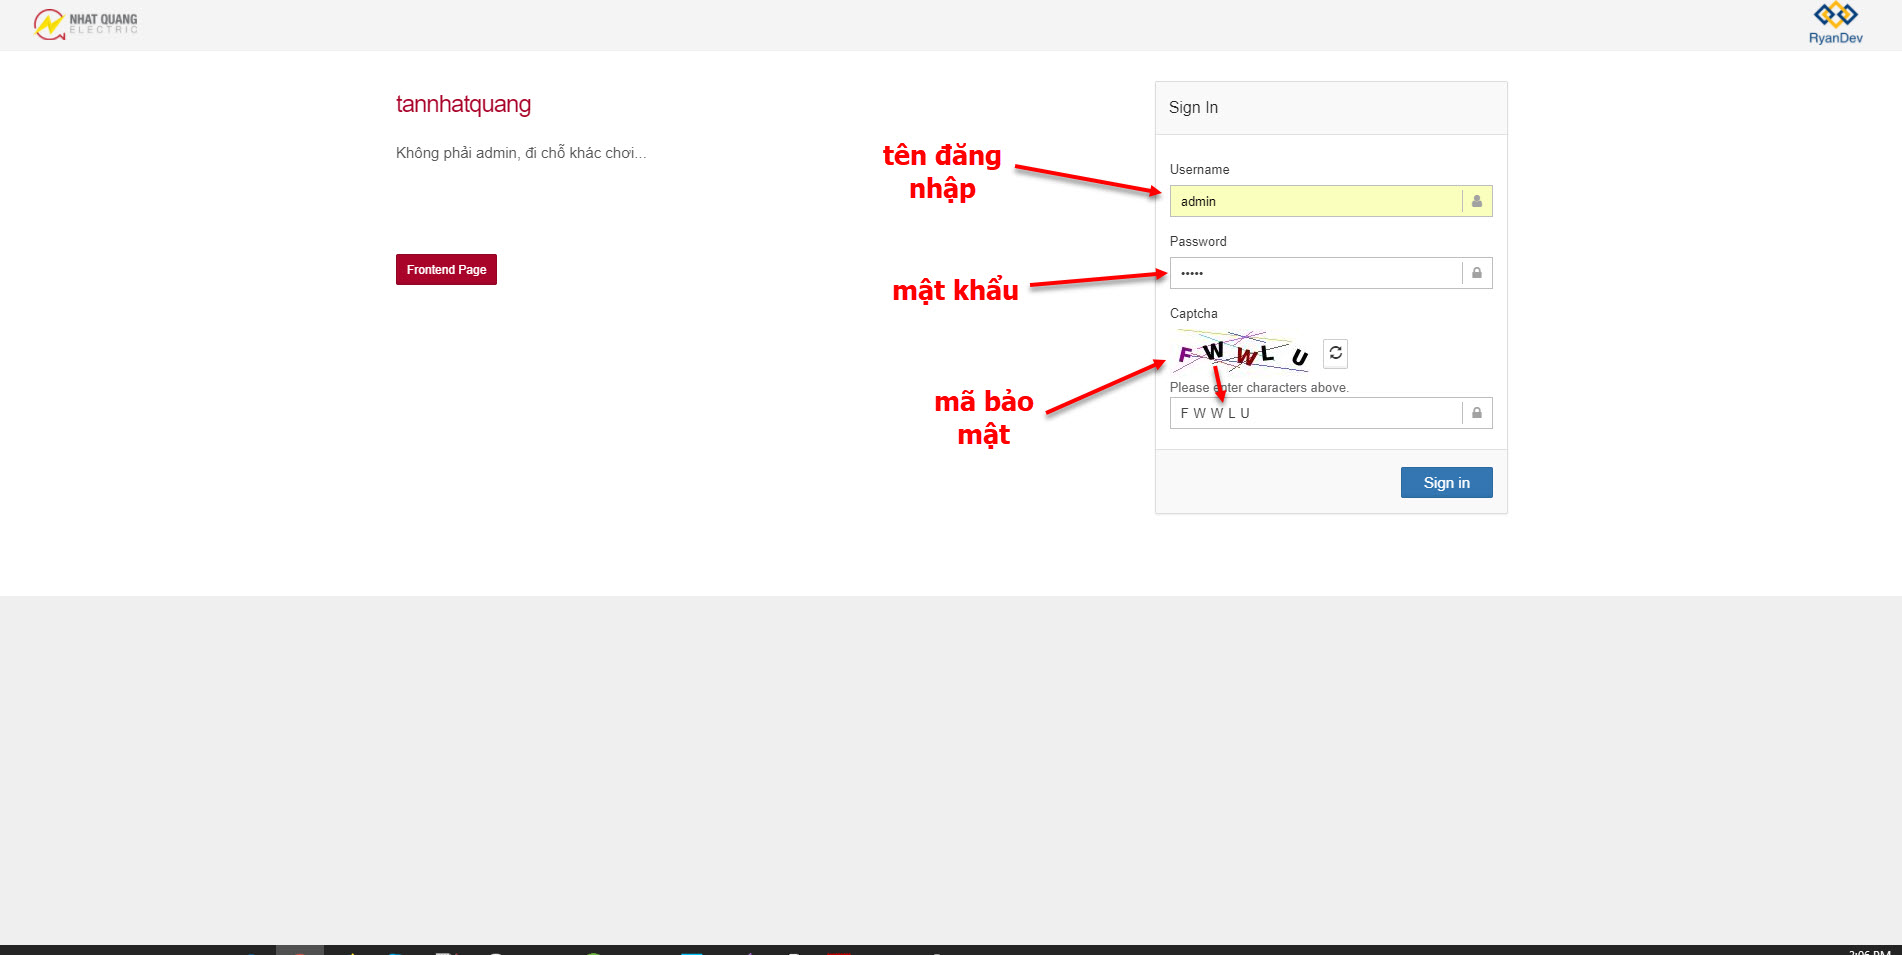 NHAT QUANG
ELECTRIC
RyanDev
tannhatquang
Không phải admin, đi chỗ khác chơi...
Frontend Page
Sign In
tên đăng
nhập
Username
admin
Password
•••••
mật khẩu
Captcha
F W W L U
mã bảo
mật
Please enter characters above.
F W W L U
Sign in